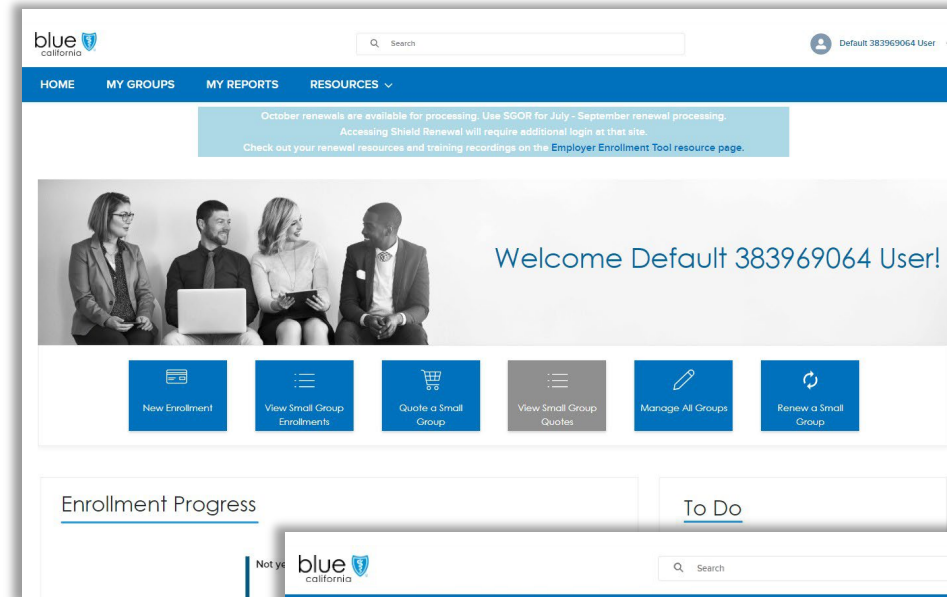 blue
california
Search
Default 383969064 User
HOME MY GROUPS MY REPORTS RESOURCES
October renewals are available for processing. Use SGOR for July - September renewal processing.
Accessing Shield Renewal will require additional login at that site.
Check out your renewal resources and training recordings on the Employer Enrollment Tool resource page.
Welcome Default 383969064 User!
New Enrollment
View Small Group
Enrollments
Quote a Small
Group
View Small Group
Quotes
Manage All Groups
Renew a Small
Group
Enrollment Progress
To Do
Not ye
blue
california
Search